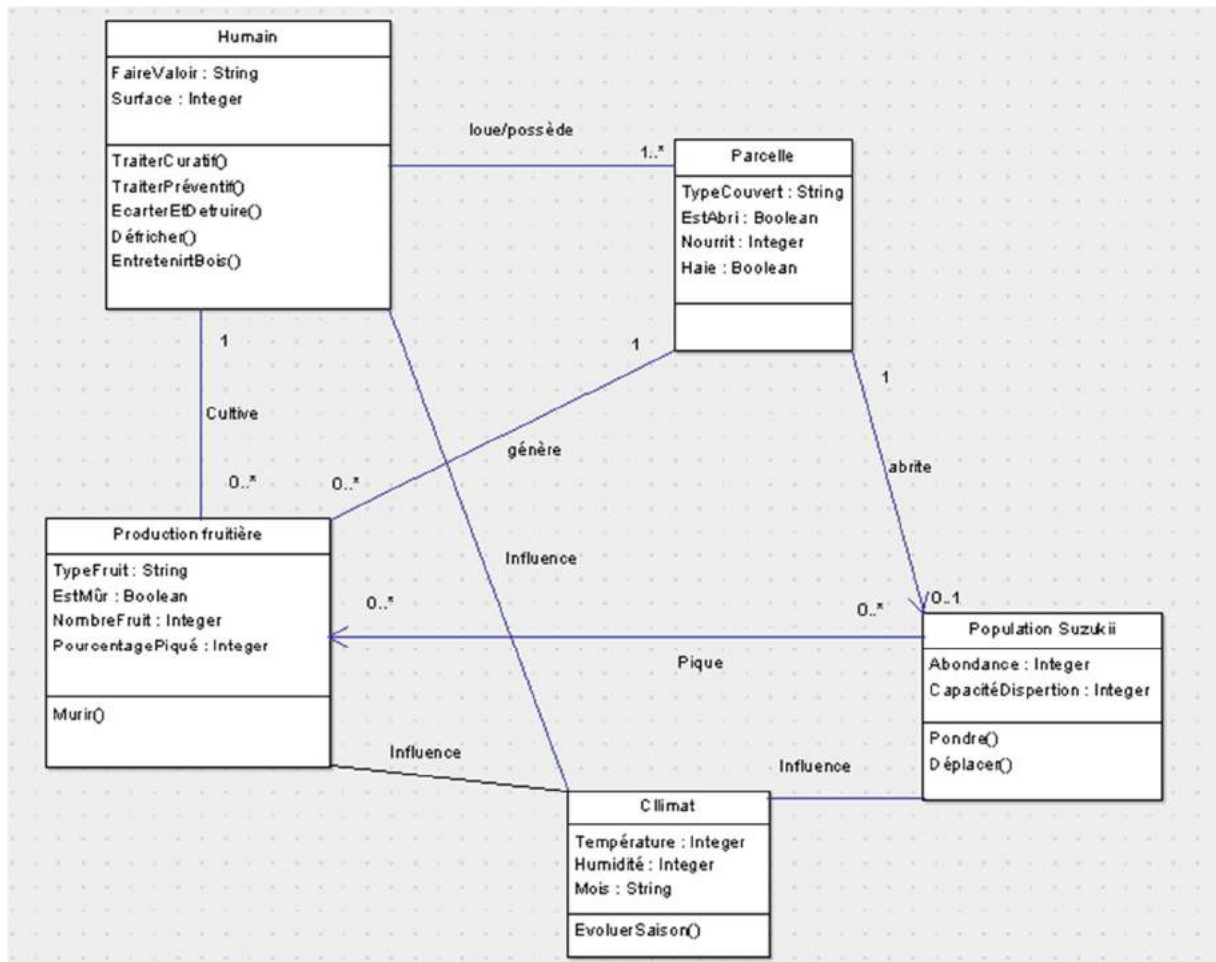 Humain
FaireValoir : String
Surface : Integer
TraiterCuratif()
TraiterPréventif()
EcarterEtDetruire()
Défricher()
EntretenirtBois()
loue/possède
1..*
Parcelle
TypeCouvert : String
EstAbri : Boolean
Nourrit : Integer
Haie : Boolean
1
1
1
Cultive
génère
abrite
0..*
0..*
Influence
Production fruitière
TypeFruit : String
EstMûr : Boolean
NombreFruit : Integer
PourcentagePiqué : Integer
Murir()
0..*
0..*
0..1
Pique
Population Suzukii
Abondance : Integer
CapacitéDispertion : Integer
Pondre()
Déplacer()
Influence
Influence
Cllimat
Température : Integer
Humidité : Integer
Mois : String
EvoluerSaison()